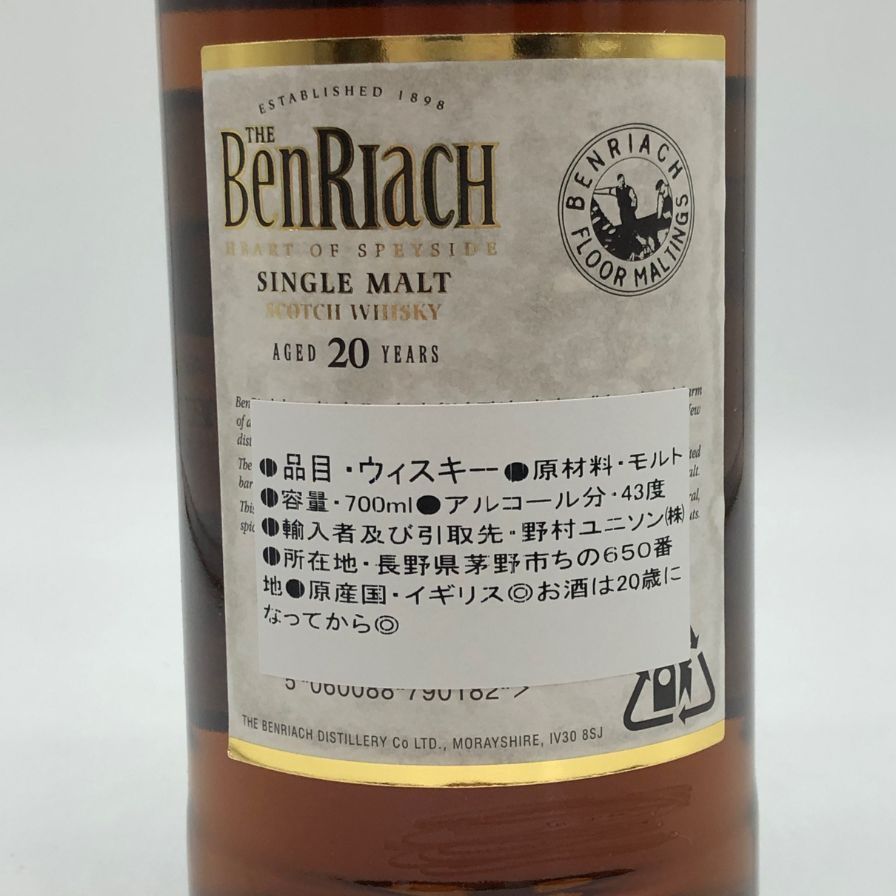 ESTABLISHED 1898
THE
BENRIACH
HEART OF SPEYSIDE
SINGLE MALT
SCOTCH WHISKY
AGED 20 YEARS
BENRIACH
FLOOR MALTINGS
●品目・ウィスキー●原材料・モルト
●容量・700ml●アルコール分・43度
●輸入者及び引取先・野村ユニソン㈱
●所在地・長野県茅野市ちの650番
地●原産国・イギリス◎お酒は20歳に
なってから◎
5 060088 790182 >
THE BENRIACH DISTILLERY Co LTD., MORAYSHIRE, IV30 8SJ